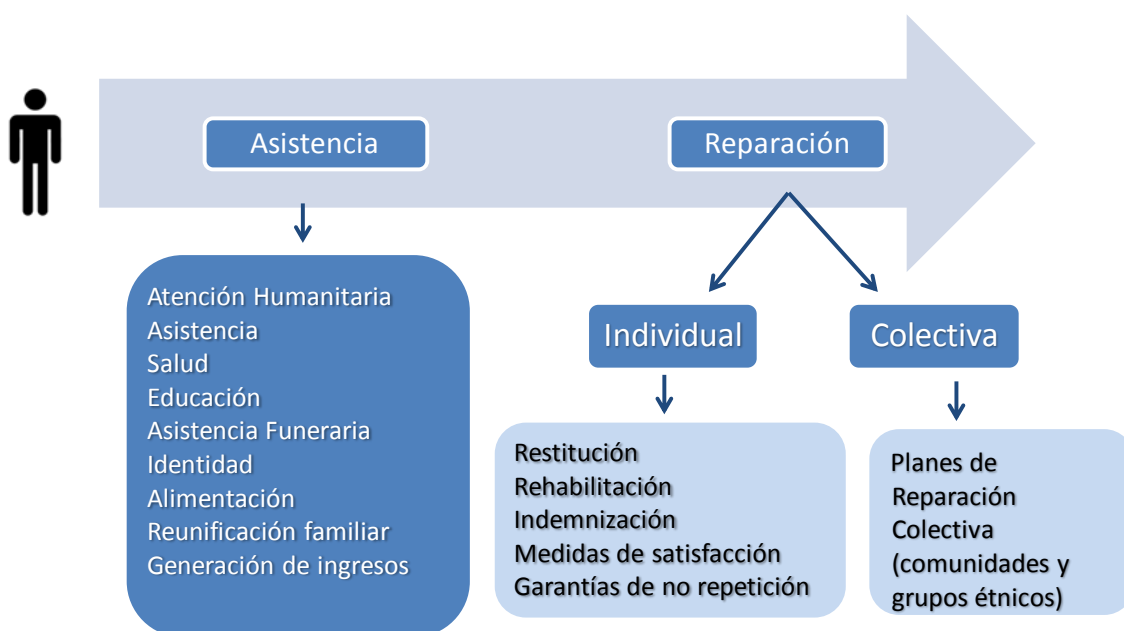 Asistencia
Reparación
Atención Humanitaria
Asistencia
Salud
Educación
Asistencia Funeraria
Identidad
Alimentación
Reunificación familiar
Generación de ingresos
Individual
Colectiva
Restitución
Rehabilitación
Indemnización
Medidas de satisfacción
Garantías de no repetición
Planes de
Reparación
Colectiva
(comunidades y
grupos étnicos)